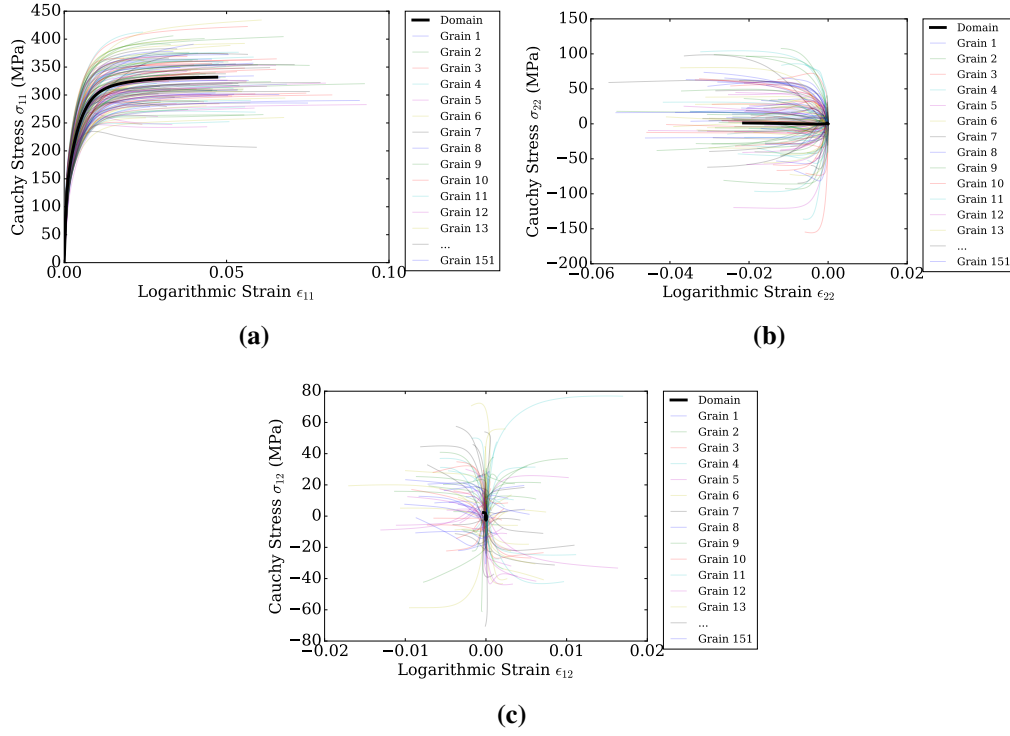 450
400
350
300
250
200
150
100
50
0
0.00
0.05
0.10
Cauchy Stress σ₁₁ (MPa)
Logarithmic Strain ϵ₁₁
Domain
Grain 1
Grain 2
Grain 3
Grain 4
Grain 5
Grain 6
Grain 7
Grain 8
Grain 9
Grain 10
Grain 11
Grain 12
Grain 13
...
Grain 151
(a)
150
100
50
0
−50
−100
−150
−200
−0.06
−0.04
−0.02
0.00
0.02
Cauchy Stress σ₂₂ (MPa)
Logarithmic Strain ϵ₂₂
Domain
Grain 1
Grain 2
Grain 3
Grain 4
Grain 5
Grain 6
Grain 7
Grain 8
Grain 9
Grain 10
Grain 11
Grain 12
Grain 13
...
Grain 151
(b)
80
60
40
20
0
−20
−40
−60
−80
−0.02
−0.01
0.00
0.01
0.02
Cauchy Stress σ₁₂ (MPa)
Logarithmic Strain ϵ₁₂
Domain
Grain 1
Grain 2
Grain 3
Grain 4
Grain 5
Grain 6
Grain 7
Grain 8
Grain 9
Grain 10
Grain 11
Grain 12
Grain 13
...
Grain 151
(c)